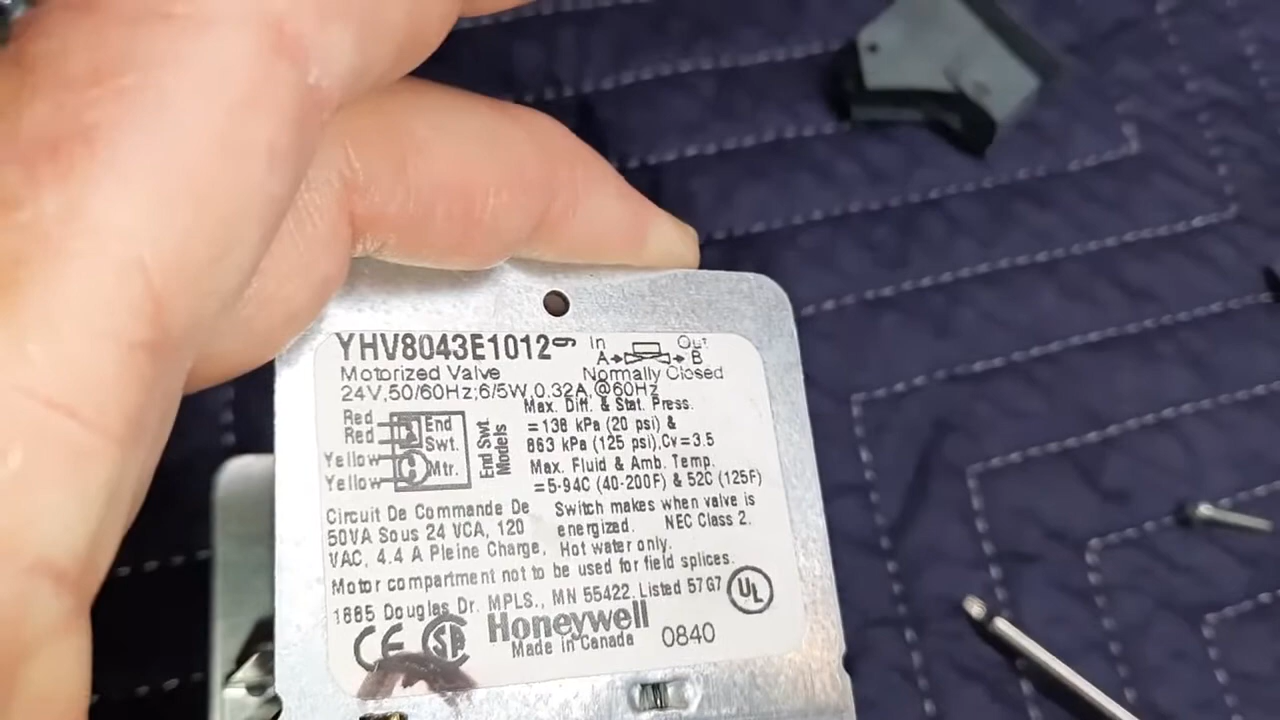 YHV8043E1012 9
In Out
A B
Motorized Valve
Normally Closed
24V,50/60Hz;6/5W,0.32A,@60Hz
Max. Diff. & Stat. Press.
=138 kPa (20 psi) &
863 kPa (125 psi),Cv=3.5
Max. Fluid & Amb. Temp.
=5-94C (40-200F) & 52C (125F)
Red
Red
Yellow
Yellow
End
Swt.
Mtr.
End Swt.
Models
Circuit De Commande De
50VA Sous 24 VCA, 120
VAC, 4.4 A Pleine Charge.
Switch makes when valve is
energized. NEC Class 2.
Hot water only.
Motor compartment not to be used for field splices.
1885 Douglas Dr. MPLS., MN 55422. Listed 57G7
UL
CE
Honeywell
Made in Canada
0840